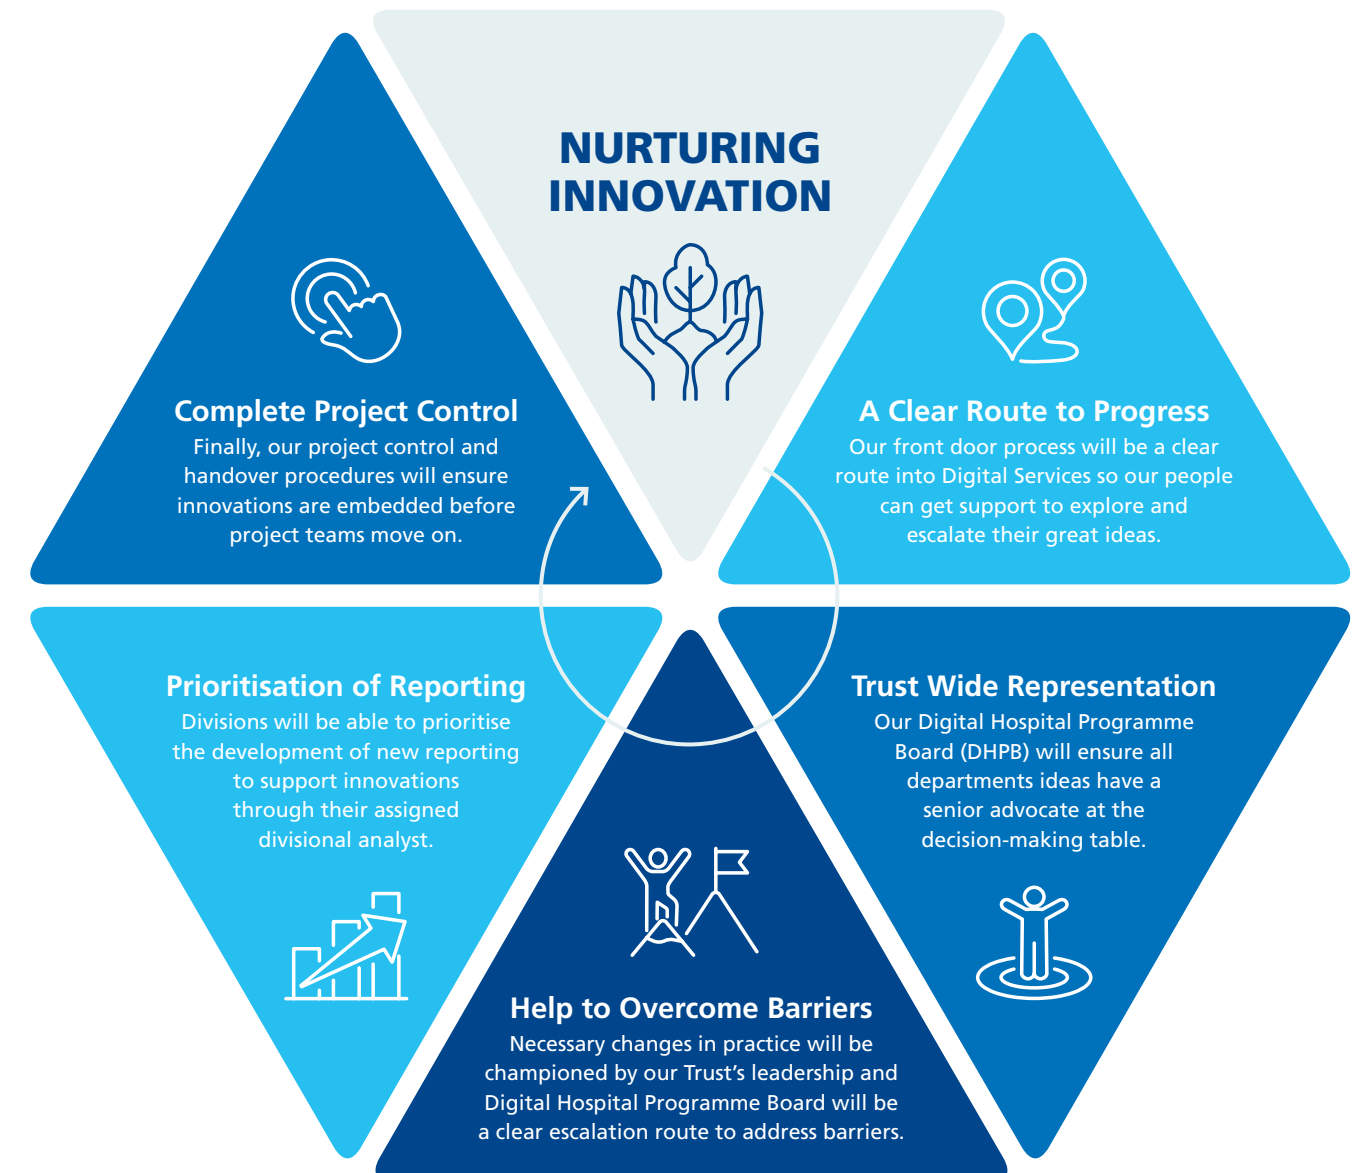 NURTURING
INNOVATION
A Clear Route to Progress
Our front door process will be a clear
route into Digital Services so our people
can get support to explore and
escalate their great ideas.
Trust Wide Representation
Our Digital Hospital Programme
Board (DHPB) will ensure all
departments ideas have a
senior advocate at the
decision-making table.
Help to Overcome Barriers
Necessary changes in practice will be
championed by our Trust’s leadership and
Digital Hospital Programme Board will be
a clear escalation route to address barriers.
Prioritisation of Reporting
Divisions will be able to prioritise
the development of new reporting
to support innovations
through their assigned
divisional analyst.
Complete Project Control
Finally, our project control and
handover procedures will ensure
innovations are embedded before
project teams move on.